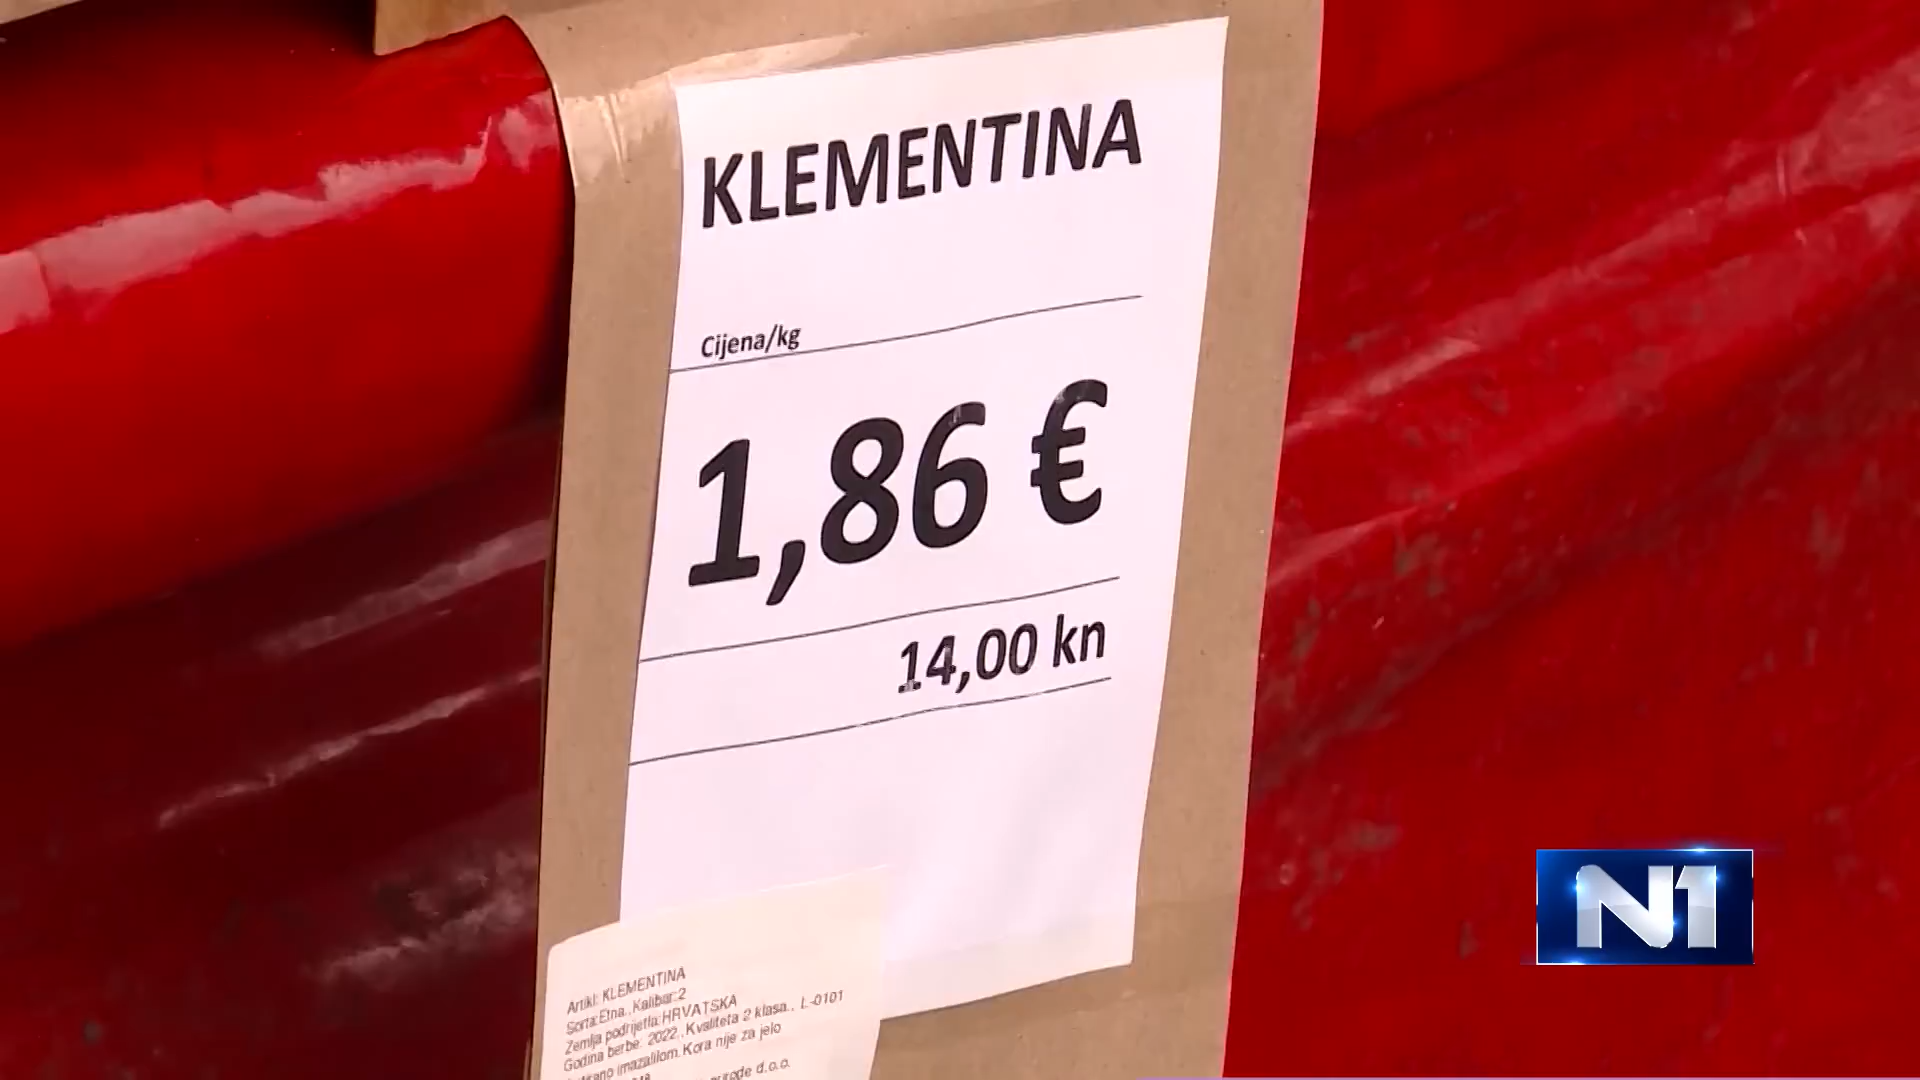 KLEMENTINA
Cijena/kg
1,86 €
14,00 kn
Artikl: KLEMENTINA
Sorta:Etna., Kalibar:2
Zemlja podrijetla:HRVATSKA
Godina berbe: 2022., Kvaliteta 2 klasa., L-0101
imazalilom. Kora nije za jelo
d.o.o.
N1